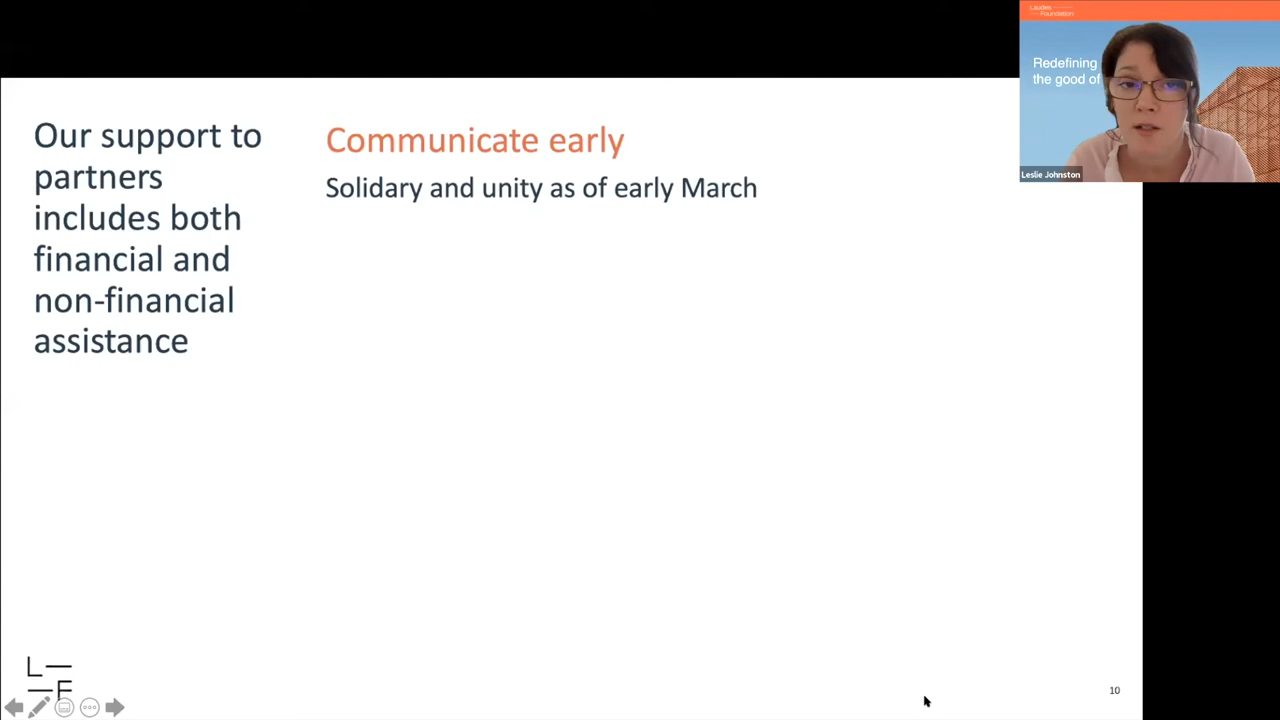 Laudes
Foundation
Redefining
the good of
Leslie Johnston
Our support to
partners
includes both
financial and
non-financial
assistance
Communicate early
Solidary and unity as of early March
L
F
10